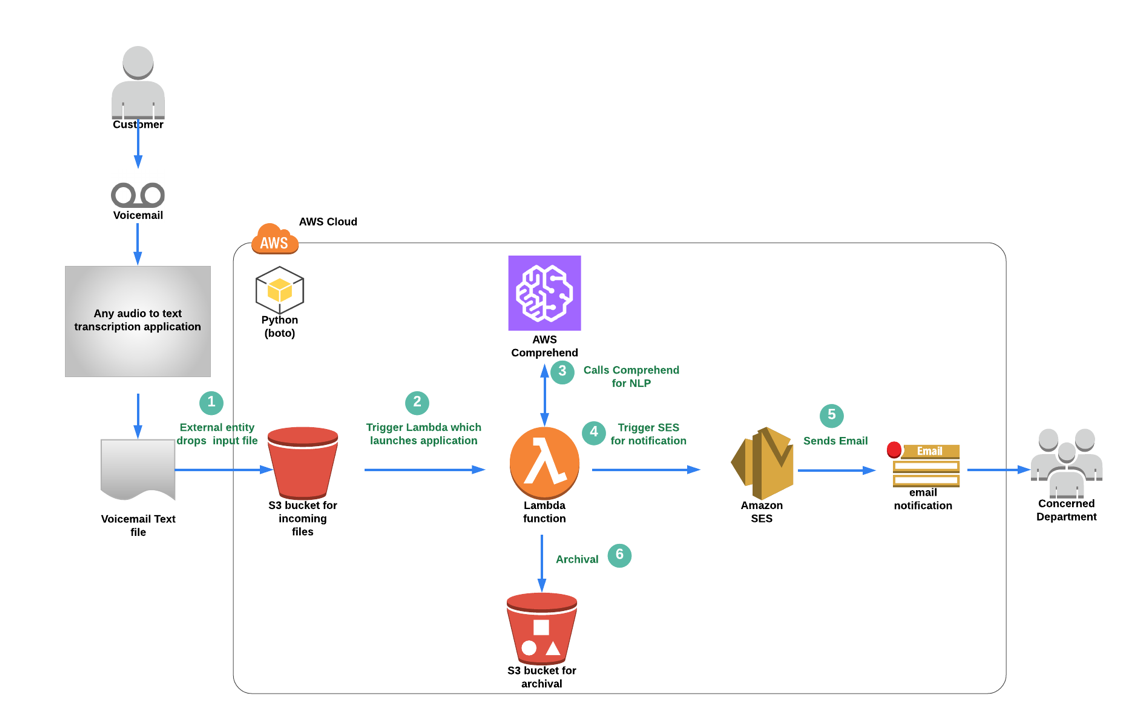 Customer
Voicemail
AWS Cloud
AWS
Any audio to text
transcription application
Python
(boto)
AWS
Comprehend
3
Calls Comprehend
for NLP
1
External entity
drops input file
2
Trigger Lambda which
launches application
4
Trigger SES
for notification
5
Sends Email
Email
Voicemail Text
file
S3 bucket for
incoming
files
Lambda
function
Amazon
SES
email
notification
Concerned
Department
Archival
6
S3 bucket for
archival